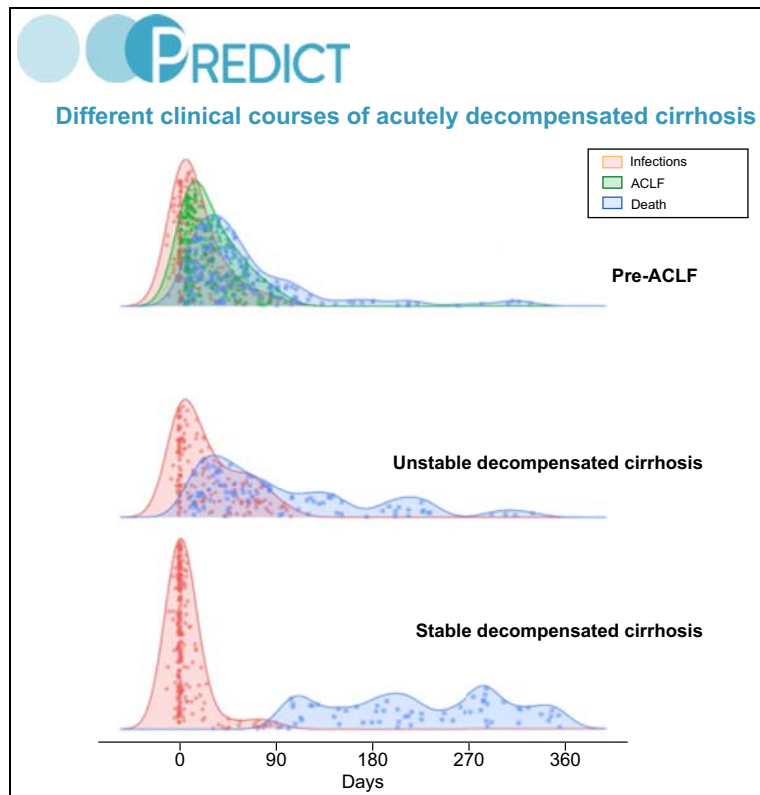 PREDICT
Different clinical courses of acutely decompensated cirrhosis
Infections
ACLF
Death
Pre-ACLF
Unstable decompensated cirrhosis
Stable decompensated cirrhosis
0 90 180 270 360
Days